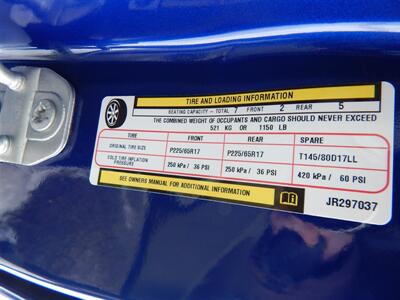 TIRE AND LOADING INFORMATION
SEATING CAPACITY - TOTAL 7 FRONT 2 REAR 5
THE COMBINED WEIGHT OF OCCUPANTS AND CARGO SHOULD NEVER EXCEED
521 KG OR 1150 LB
TIRE FRONT REAR SPARE
ORIGINAL TIRE SIZE P225/65R17 P225/65R17 T145/80D17LL
COLD TIRE INFLATION
PRESSURE 250 kPa / 36 PSI 250 kPa / 36 PSI 420 kPa / 60 PSI
SEE OWNERS MANUAL FOR ADDITIONAL INFORMATION
JR297037